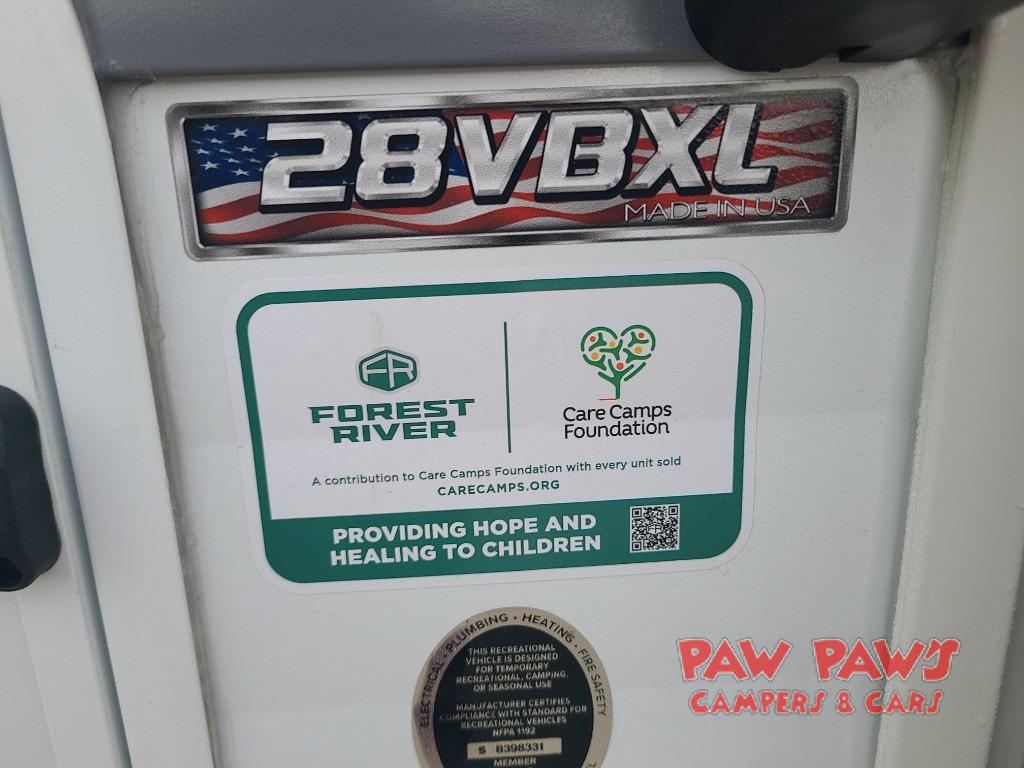 28VBXL
MADE IN USA
FR
FOREST
RIVER
Care Camps
Foundation
A contribution to Care Camps Foundation with every unit sold
CARECAMPS.ORG
PROVIDING HOPE AND
HEALING TO CHILDREN
ELECTRICAL · PLUMBING · HEATING · FIRE SAFETY
THIS RECREATIONAL
VEHICLE IS DESIGNED
FOR TEMPORARY
RECREATIONAL, CAMPING,
OR SEASONAL USE
MANUFACTURER CERTIFIES
COMPLIANCE WITH STANDARD FOR
RECREATIONAL VEHICLES
NFPA 1192
S B398331
MEMBER
PAW PAW'S
CAMPERS & CARS